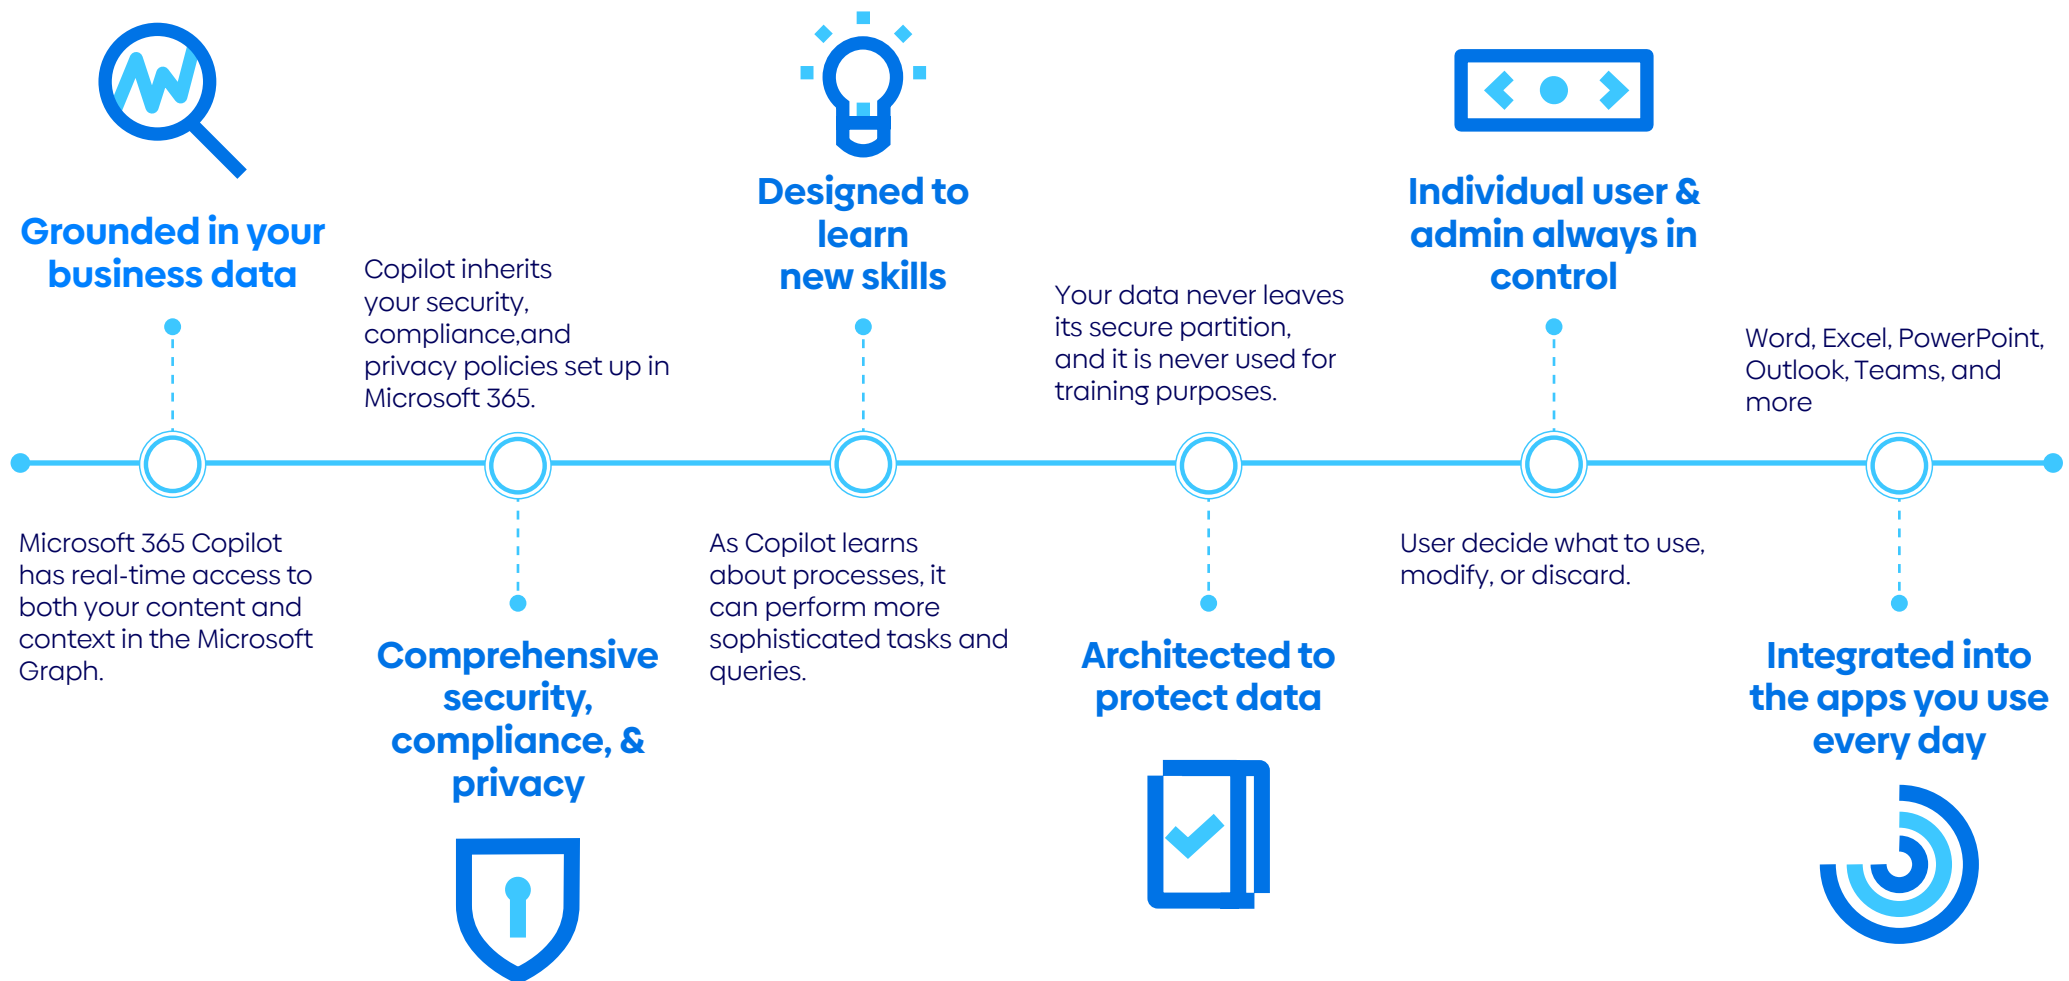 Grounded in your
business data
Microsoft 365 Copilot
has real-time access to
both your content and
context in the Microsoft
Graph.
Copilot inherits
your security,
compliance,and
privacy policies set up in
Microsoft 365.
Comprehensive
security,
compliance, &
privacy
Designed to
learn
new skills
As Copilot learns
about processes, it
can perform more
sophisticated tasks and
queries.
Your data never leaves
its secure partition,
and it is never used for
training purposes.
Architected to
protect data
Individual user &
admin always in
control
User decide what to use,
modify, or discard.
Word, Excel, PowerPoint,
Outlook, Teams, and
more
Integrated into
the apps you use
every day